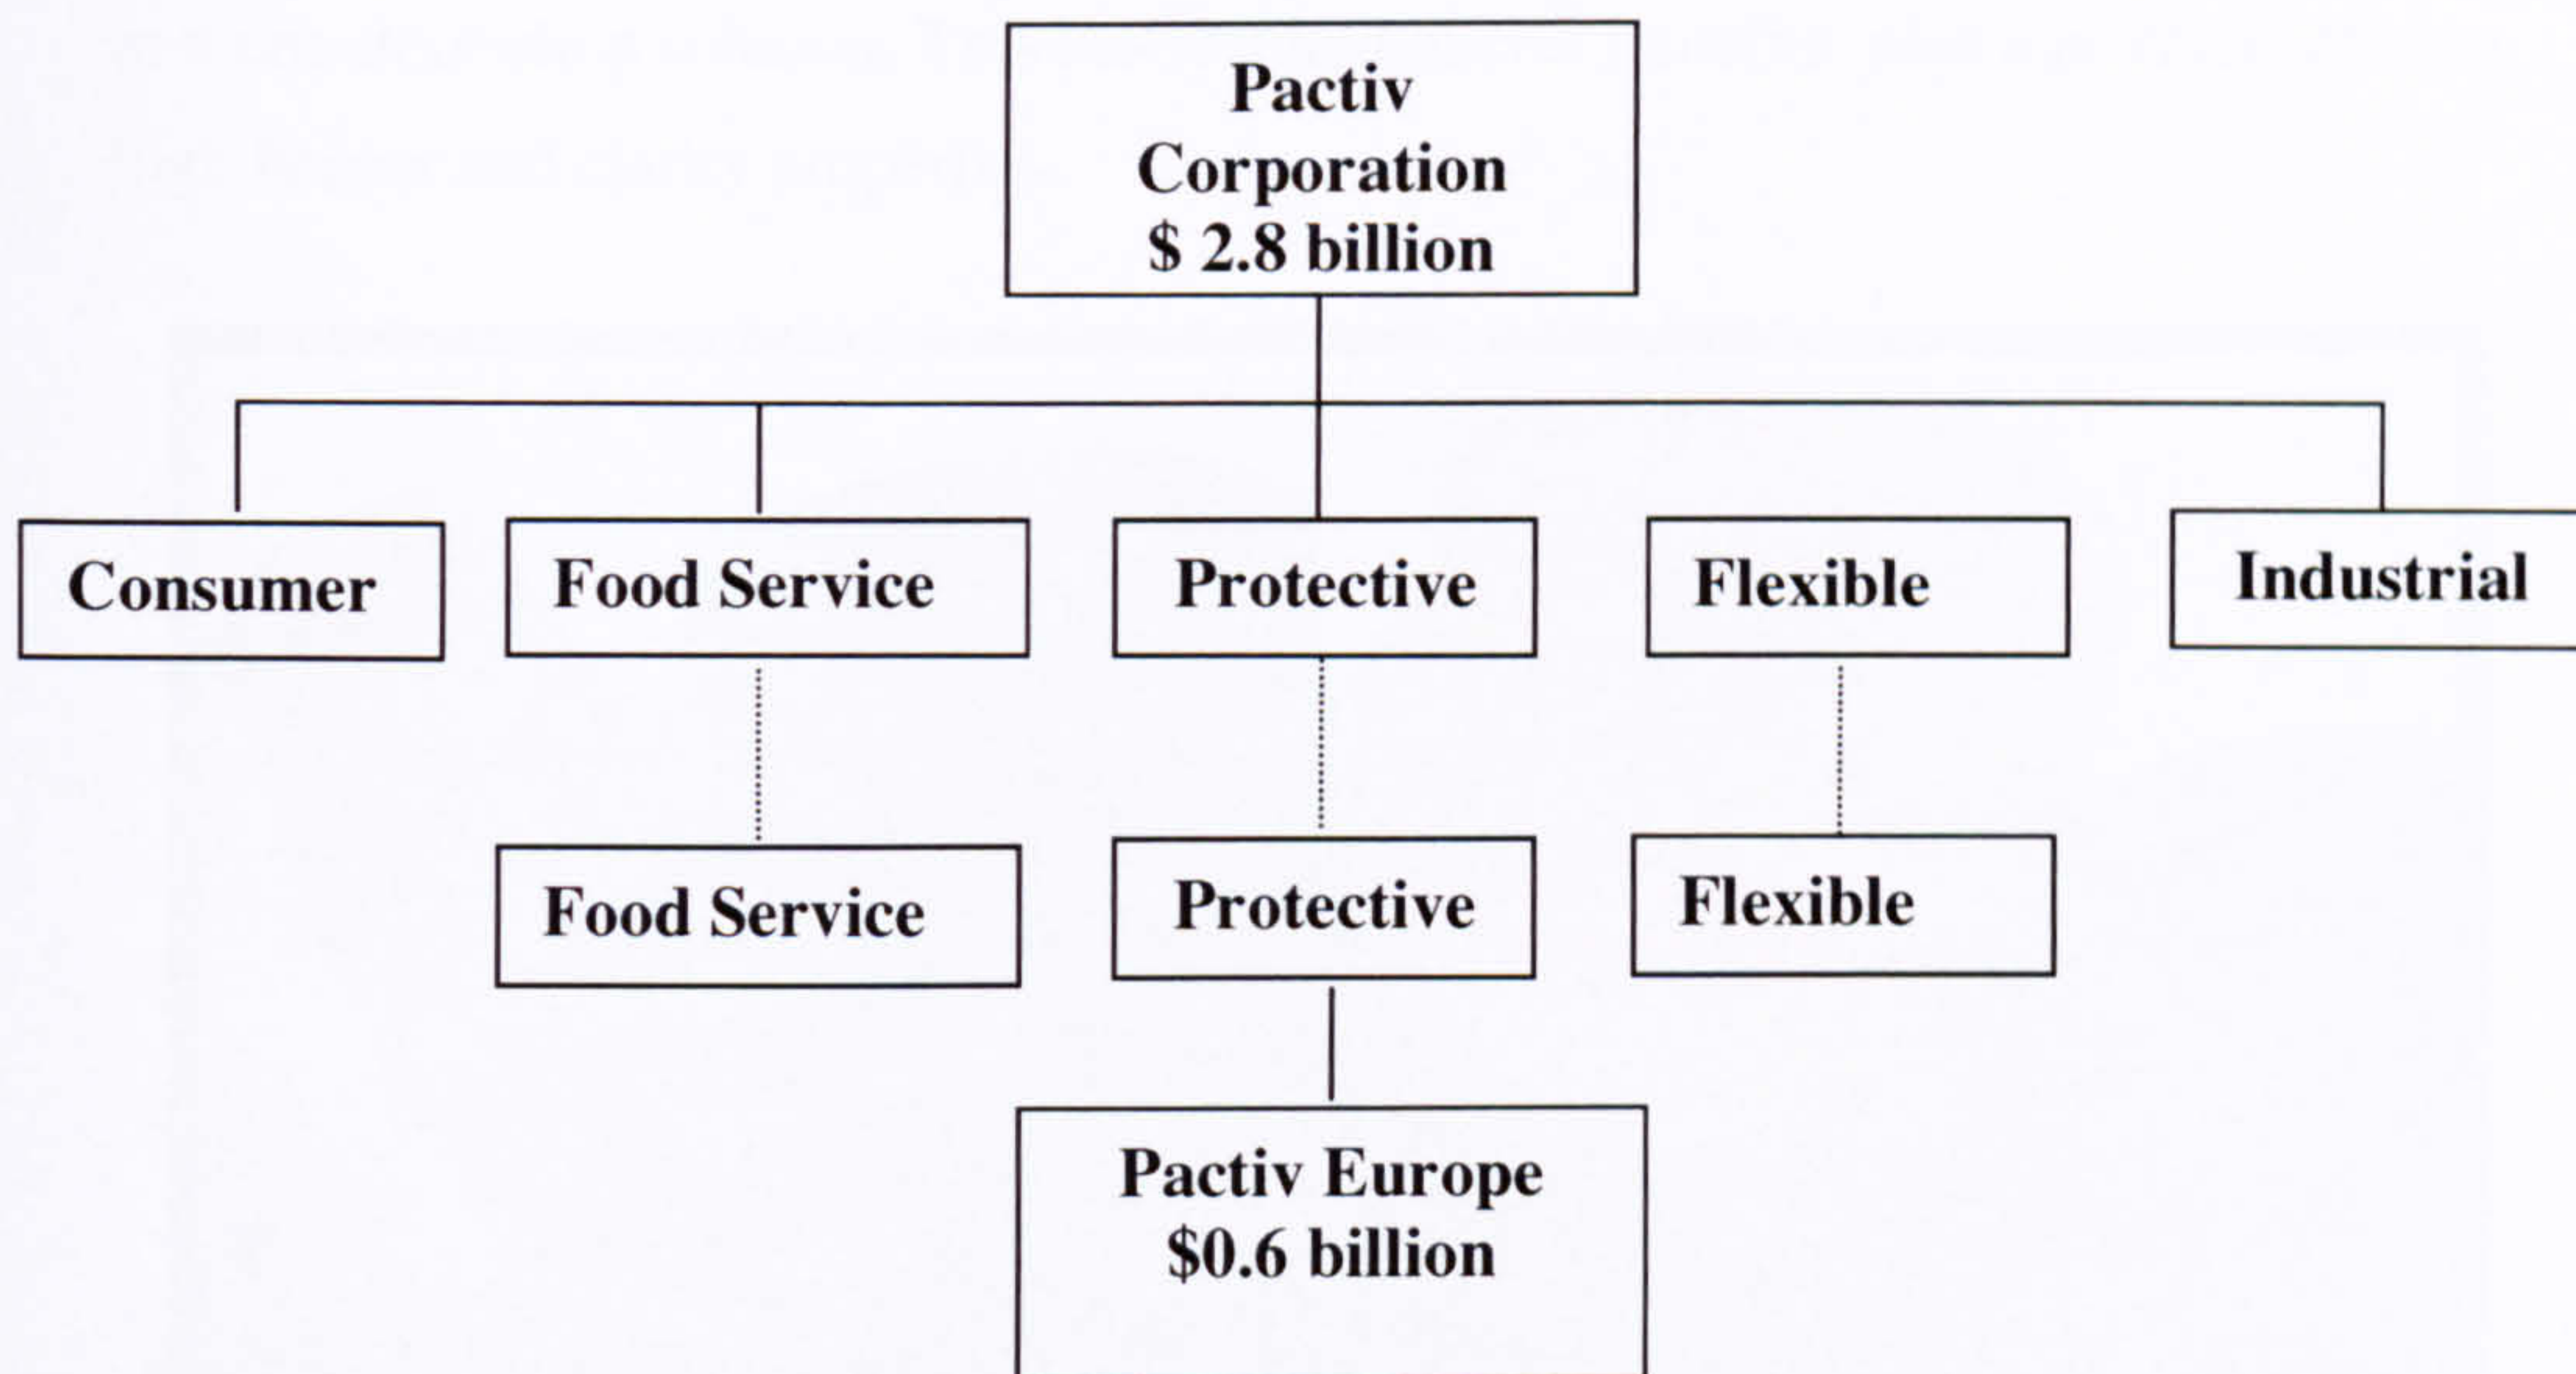 Pactiv
Corporation
$ 2.8 billion
Consumer
Food Service
Protective
Flexible
Industrial
Food Service
Protective
Flexible
Pactiv Europe
$0.6 billion